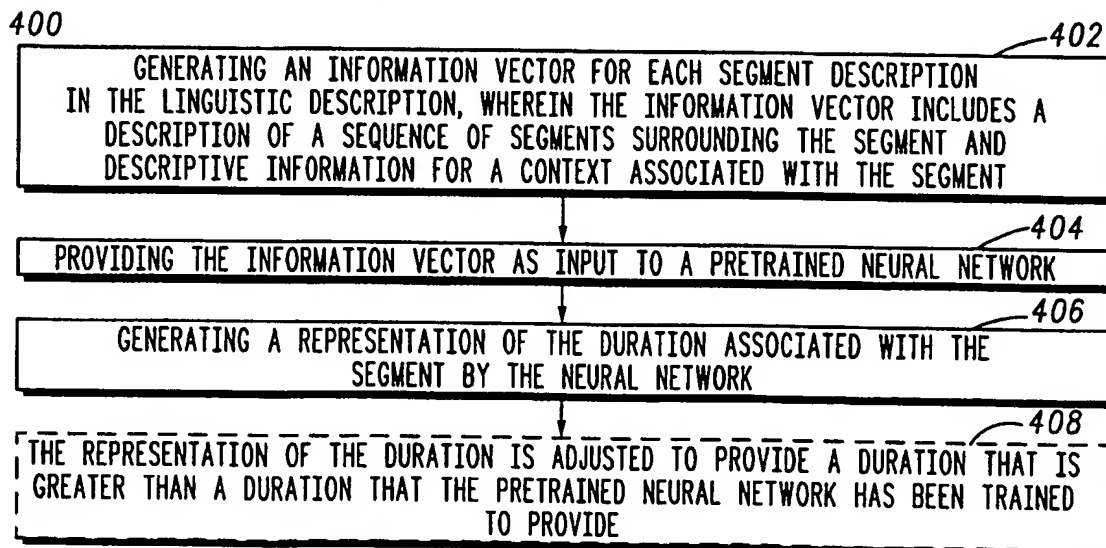 400
402
GENERATING AN INFORMATION VECTOR FOR EACH SEGMENT DESCRIPTION
IN THE LINGUISTIC DESCRIPTION, WHEREIN THE INFORMATION VECTOR INCLUDES A
DESCRIPTION OF A SEQUENCE OF SEGMENTS SURROUNDING THE SEGMENT AND
DESCRIPTIVE INFORMATION FOR A CONTEXT ASSOCIATED WITH THE SEGMENT
404
PROVIDING THE INFORMATION VECTOR AS INPUT TO A PRETRAINED NEURAL NETWORK
406
GENERATING A REPRESENTATION OF THE DURATION ASSOCIATED WITH THE
SEGMENT BY THE NEURAL NETWORK
408
THE REPRESENTATION OF THE DURATION IS ADJUSTED TO PROVIDE A DURATION THAT IS
GREATER THAN A DURATION THAT THE PRETRAINED NEURAL NETWORK HAS BEEN TRAINED
TO PROVIDE